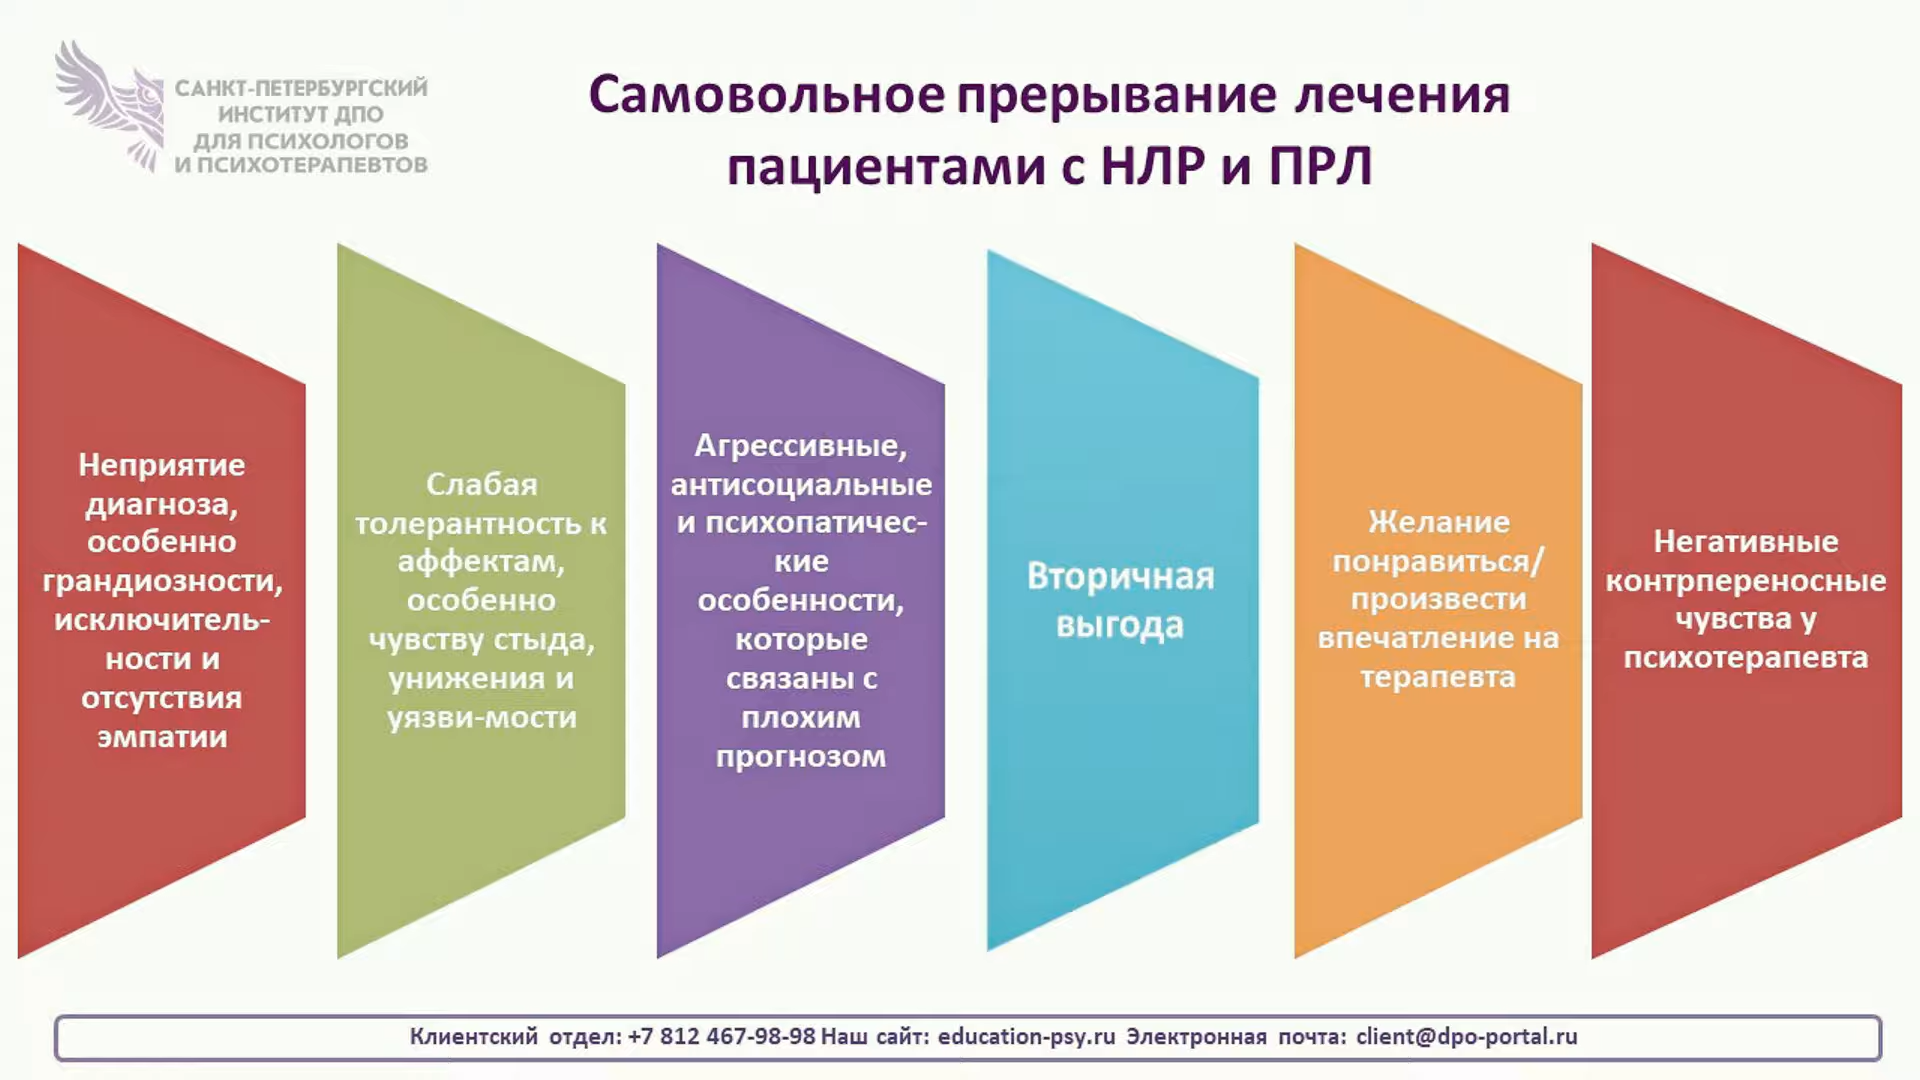 САНКТ-ПЕТЕРБУРГСКИЙ
ИНСТИТУТ ДПО
ДЛЯ ПСИХОЛОГОВ
И ПСИХОТЕРАПЕВТОВ
Самовольное прерывание лечения
пациентами с НЛР и ПРЛ
Неприятие
диагноза,
особенно
грандиозности,
исключитель-
ности и
отсутствия
эмпатии
Слабая
толерантность к
аффектам,
особенно
чувству стыда,
унижения и
уязви-мости
Агрессивные,
антисоциальные
и психопатичес-
кие
особенности,
которые
связаны с
плохим
прогнозом
Вторичная
выгода
Желание
понравиться/
произвести
впечатление на
терапевта
Негативные
контрпереносные
чувства у
психотерапевта
Клиентский отдел: +7 812 467-98-98 Наш сайт: education-psy.ru Электронная почта: client@dpo-portal.ru